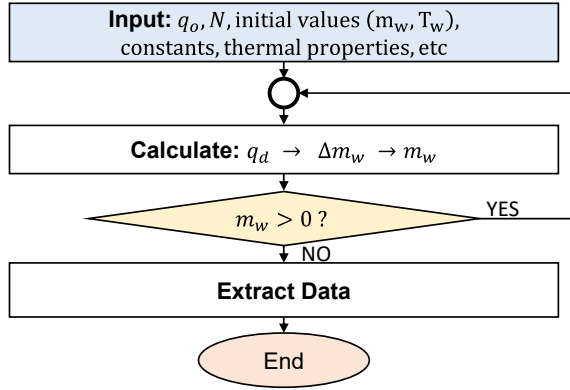 Input: q₀, N, initial values (m_w, T_w),
constants, thermal properties, etc
Calculate: q_d → Δm_w → m_w
m_w > 0 ?
YES
NO
Extract Data
End